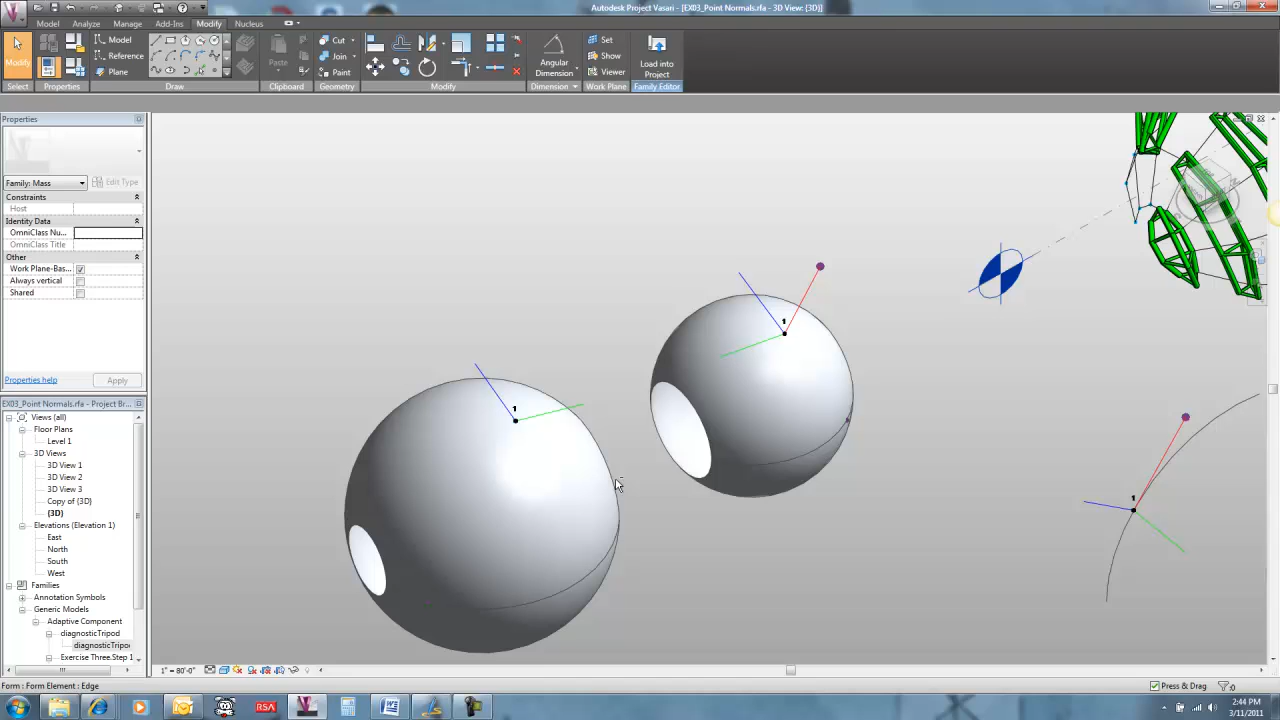 Autodesk Project Vasari - [EX03_Point Normals.rfa - 3D View: {3D}]
Model Analyze Manage Add-Ins Modify Nucleus
Modify
Model
Reference
Plane
Paste
Cut
Join
Paint
Angular Dimension
Set
Show
Viewer
Load into Project
Select Properties Draw Clipboard Geometry Modify Dimension Work Plane Family Editor
Properties
Family: Mass Edit Type
Constraints
Host
Identity Data
OmniClass Nu...
OmniClass Title
Other
Work Plane-Bas...
Always vertical
Shared
Properties help Apply
EX03_Point Normals.rfa - Project Br...
Views (all)
Floor Plans
Level 1
3D Views
3D View 1
3D View 2
3D View 3
Copy of {3D}
{3D}
Elevations (Elevation 1)
East
North
South
West
Families
Annotation Symbols
Generic Models
Adaptive Component
diagnosticTripod
diagnosticTripo
Exercise Three.Step 1
1
1
1
1" = 80'-0"
Form : Form Element : Edge
Press & Drag
:0
RSA
2:44 PM
3/11/2011